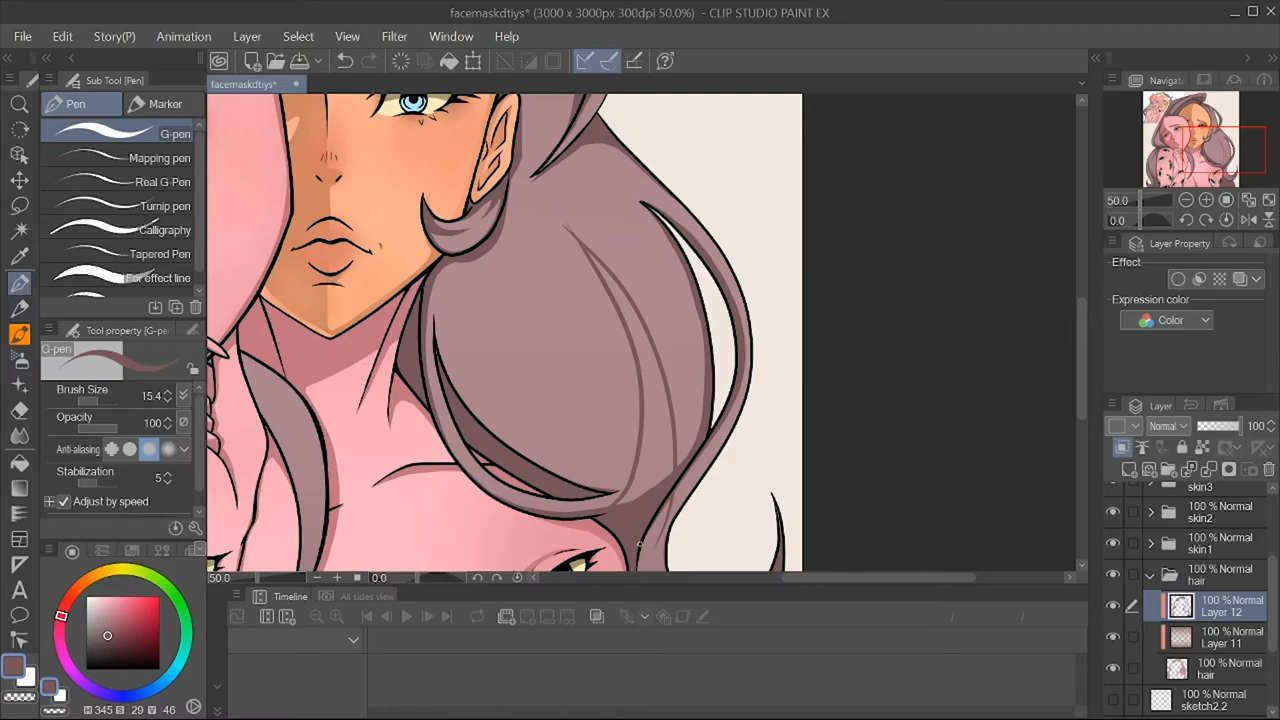 facemaskdtiys* (3000 x 3000px 300dpi 50.0%) - CLIP STUDIO PAINT EX
File Edit Story(P) Animation Layer Select View Filter Window Help
Sub Tool [Pen]
facemaskdtiys*
Pen Marker
G-pen
Mapping pen
Real G-Pen
Turnip pen
Calligraphy
Tapered Pen
For effect line
Tool property [G-pe
G-pen
Brush Size 15.4
Opacity 100
Anti-aliasing
Stabilization 5
Adjust by speed
H 345 S 29 V 46
50.0 0.0
Timeline All sides view
Navigat
50.0
0.0
Layer Property
Effect
Expression color
Color
Layer
Normal 100
skin3
100 % Normal
skin2
100 % Normal
skin1
100 % Normal
hair
100 % Normal
Layer 12
100 % Normal
Layer 11
100 % Normal
hair
100 % Normal
sketch2.2